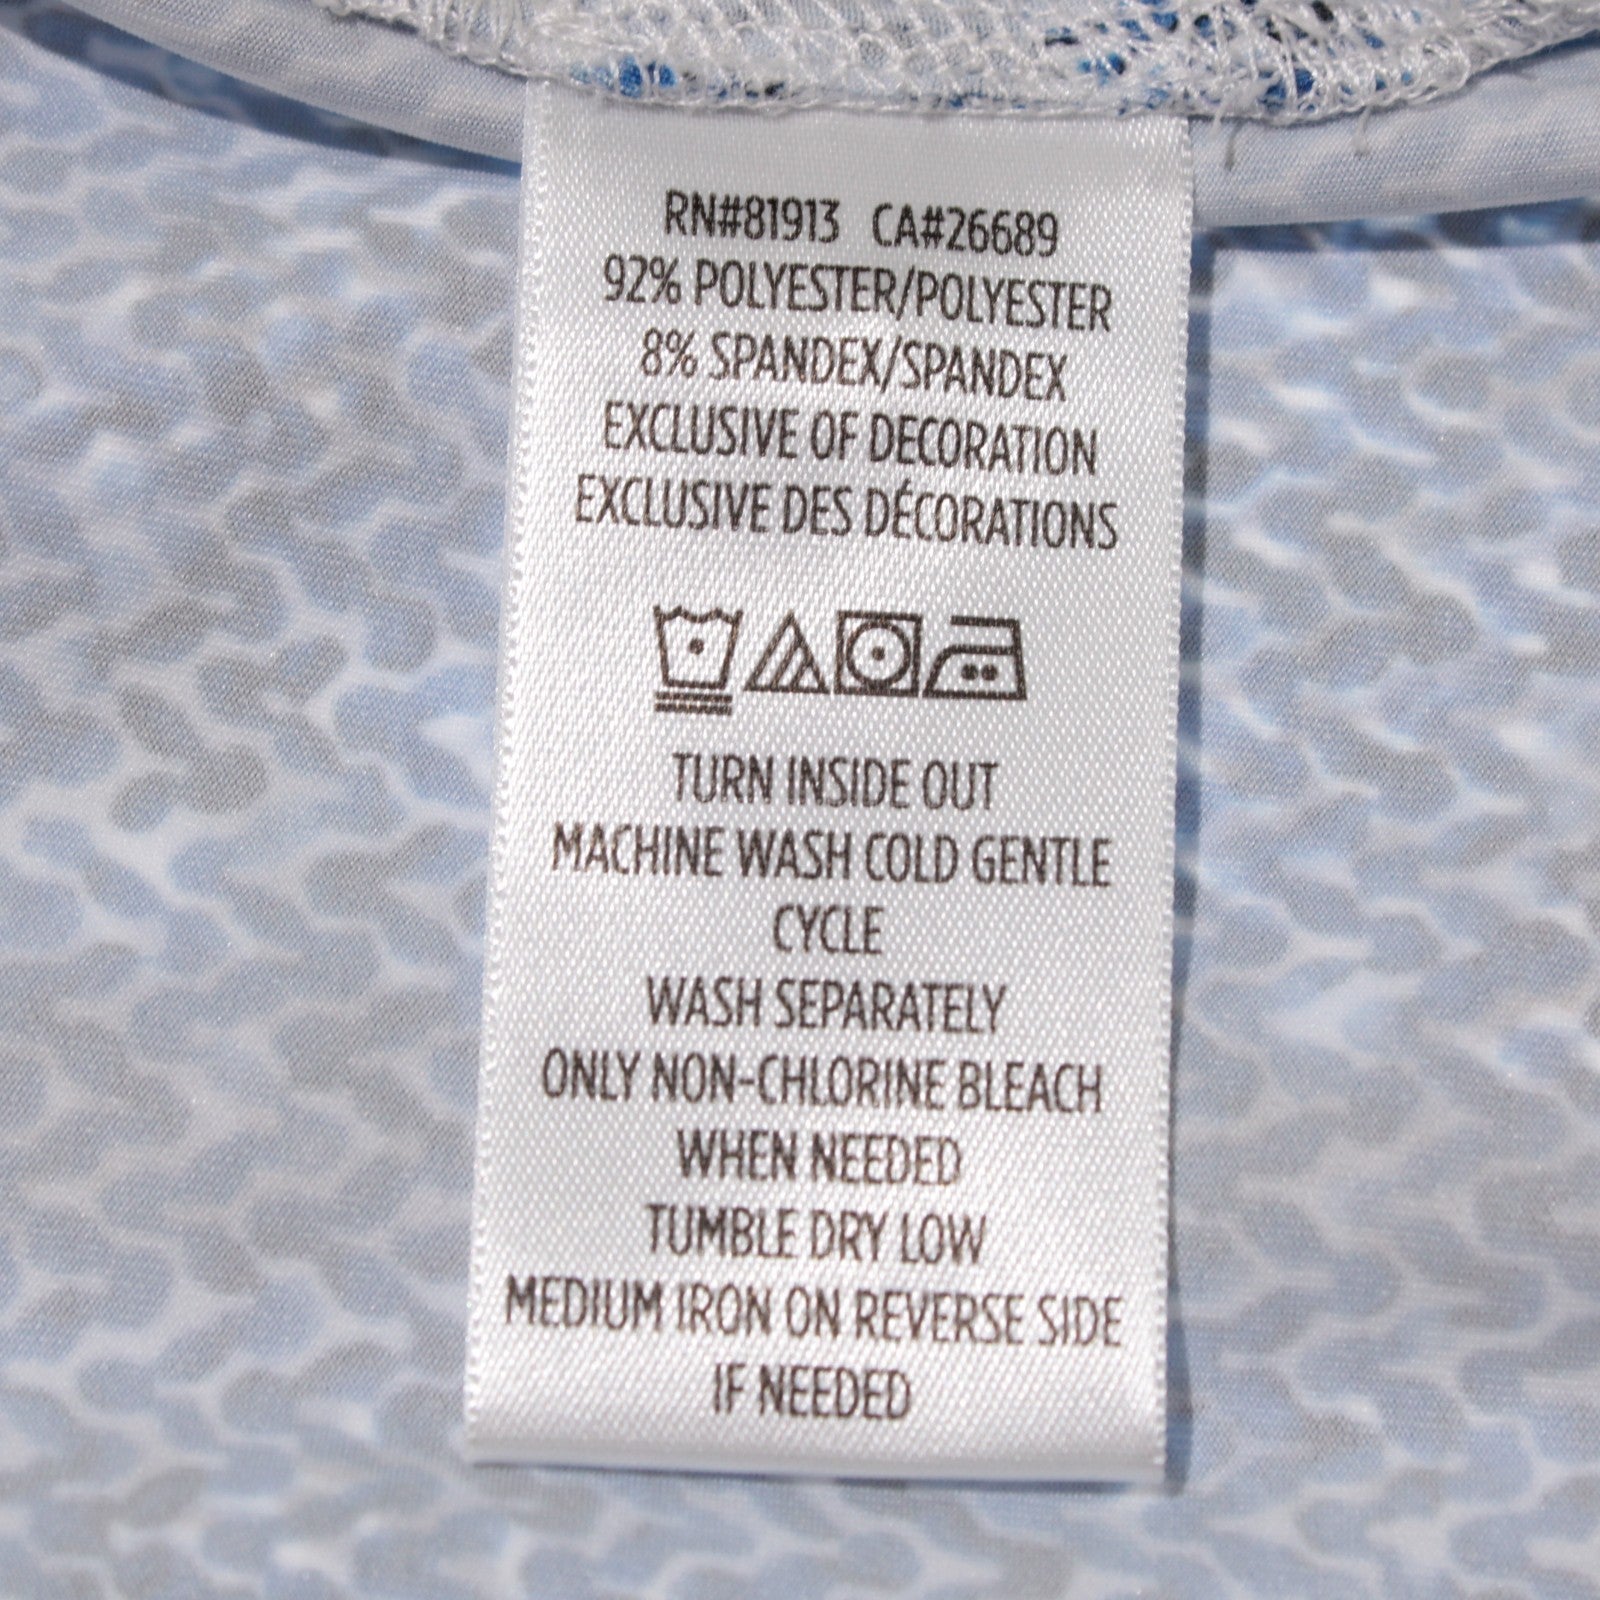 RN#81913 CA#26689
92% POLYESTER/POLYESTER
8% SPANDEX/SPANDEX
EXCLUSIVE OF DECORATION
EXCLUSIVE DES DÉCORATIONS
TURN INSIDE OUT
MACHINE WASH COLD GENTLE
CYCLE
WASH SEPARATELY
ONLY NON-CHLORINE BLEACH
WHEN NEEDED
TUMBLE DRY LOW
MEDIUM IRON ON REVERSE SIDE
IF NEEDED